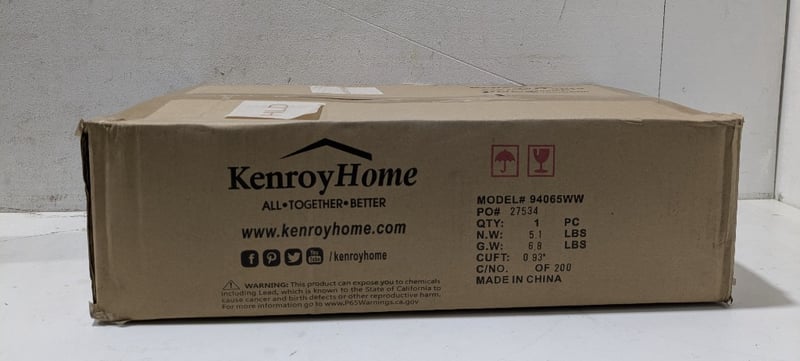 HLD
KenroyHome
ALL•TOGETHER•BETTER
www.kenroyhome.com
f P You Tube /kenroyhome
WARNING: This product can expose you to chemicals
including Lead, which is known to the State of California to
cause cancer and birth defects or other reproductive harm.
For more information go to www.P65Warnings.ca.gov
MODEL# 94065WW
PO# 27534
QTY: 1 PC
N.W: 5.1 LBS
G.W: 6.8 LBS
CUFT: 0.93"
C/NO. OF 200
MADE IN CHINA